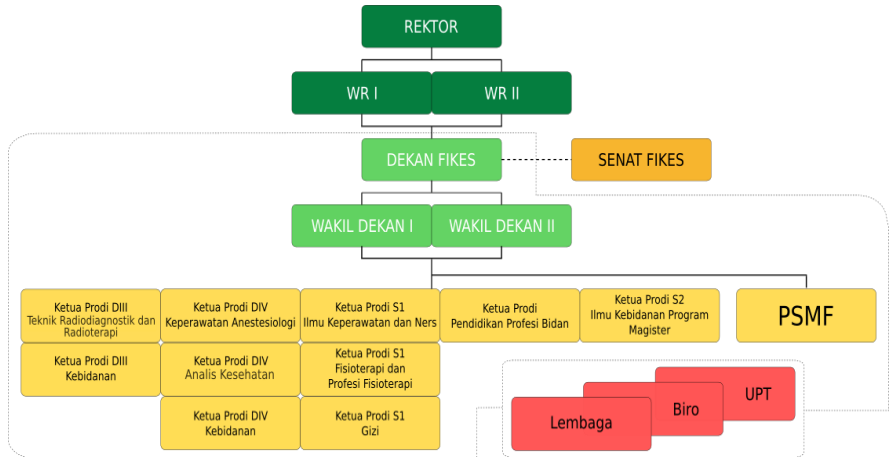 REKTOR
WR I
WR II
DEKAN FIKES
SENAT FIKES
WAKIL DEKAN I
WAKIL DEKAN II
Ketua Prodi DIII
Teknik Radiodiagnostik dan
Radioterapi
Ketua Prodi DIV
Keperawatan Anestesiologi
Ketua Prodi S1
Ilmu Keperawatan dan Ners
Ketua Prodi
Pendidikan Profesi Bidan
Ketua Prodi S2
Ilmu Kebidanan Program
Magister
PSMF
Ketua Prodi DIII
Kebidanan
Ketua Prodi DIV
Analis Kesehatan
Ketua Prodi S1
Fisioterapi dan
Profesi Fisioterapi
Ketua Prodi DIV
Kebidanan
Ketua Prodi S1
Gizi
Lembaga
Biro
UPT